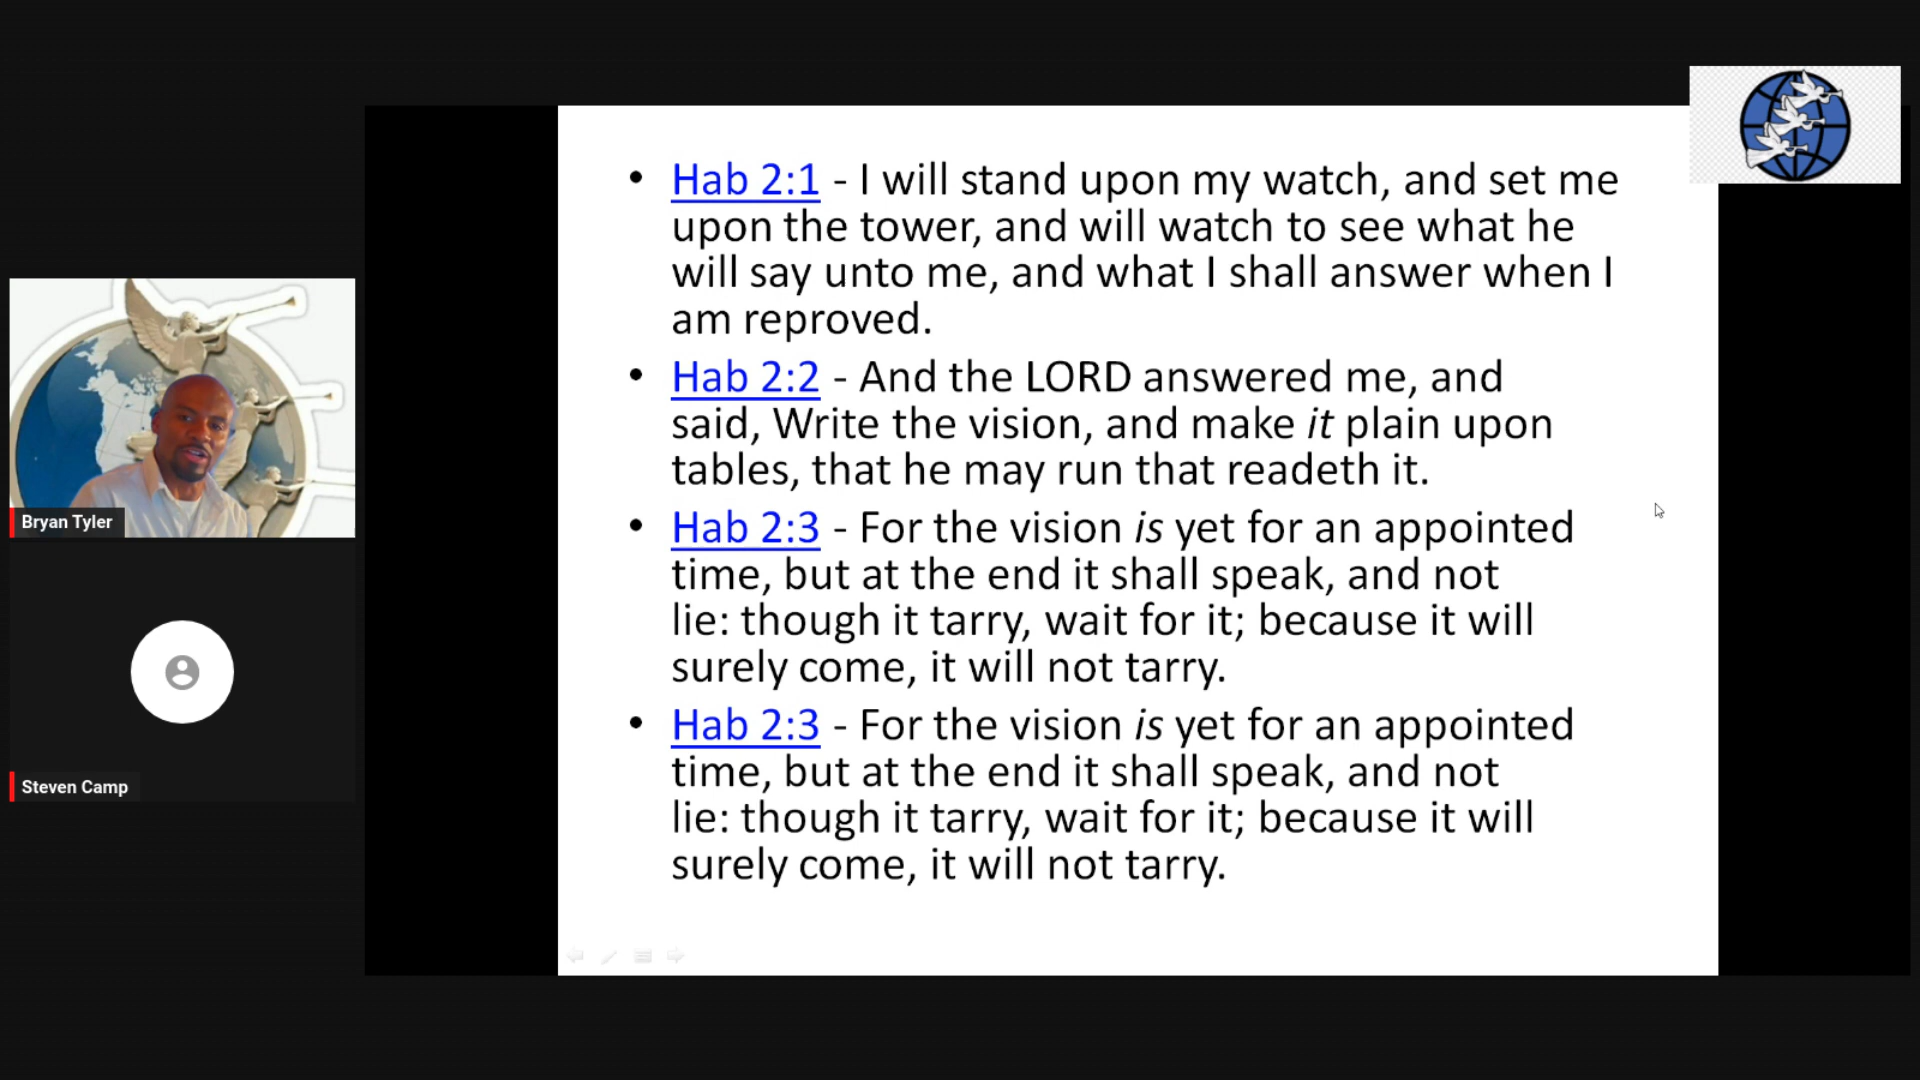 • Hab 2:1 - I will stand upon my watch, and set me
upon the tower, and will watch to see what he
will say unto me, and what I shall answer when I
am reproved.
• Hab 2:2 - And the LORD answered me, and
said, Write the vision, and make it plain upon
tables, that he may run that readeth it.
• Hab 2:3 - For the vision is yet for an appointed
time, but at the end it shall speak, and not
lie: though it tarry, wait for it; because it will
surely come, it will not tarry.
• Hab 2:3 - For the vision is yet for an appointed
time, but at the end it shall speak, and not
lie: though it tarry, wait for it; because it will
surely come, it will not tarry.
Bryan Tyler
Steven Camp